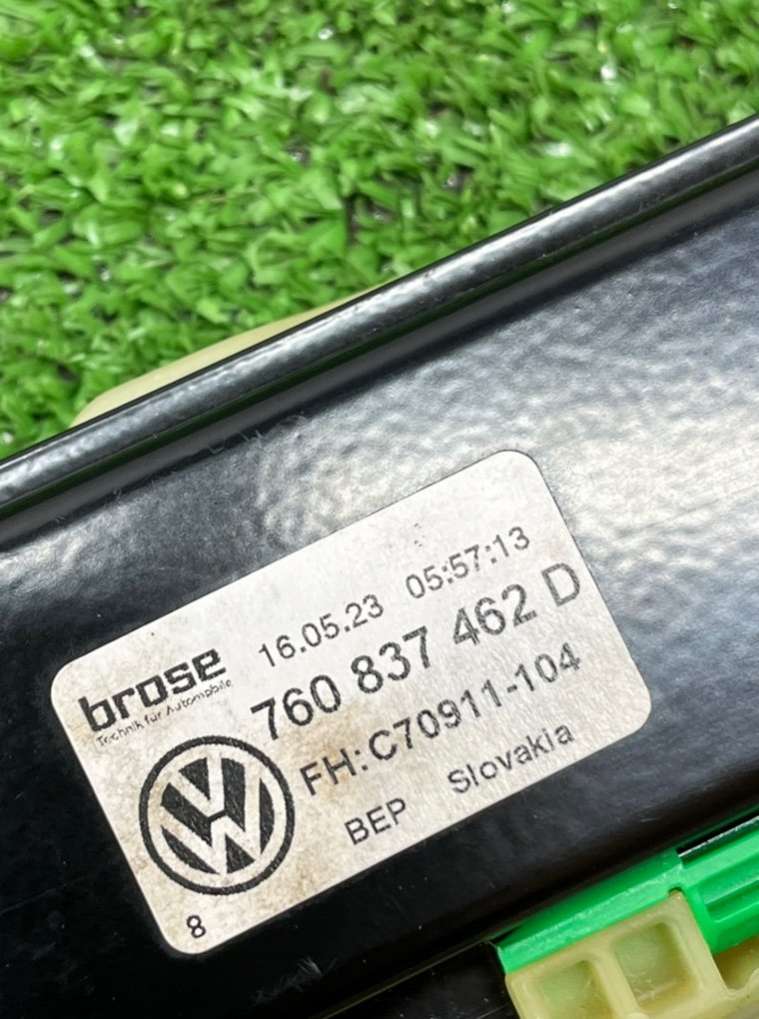 16.05.23 05:57:13
brose
Technik für Automobile
760 837 462 D
FH:C70911-104
BEP Slovakia
8